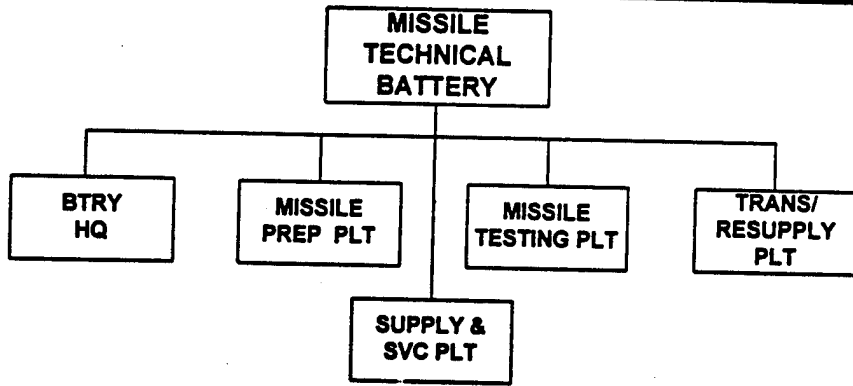 MISSILE
TECHNICAL
BATTERY
BTRY
HQ
MISSILE
PREP PLT
MISSILE
TESTING PLT
TRANS/
RESUPPLY
PLT
SUPPLY &
SVC PLT